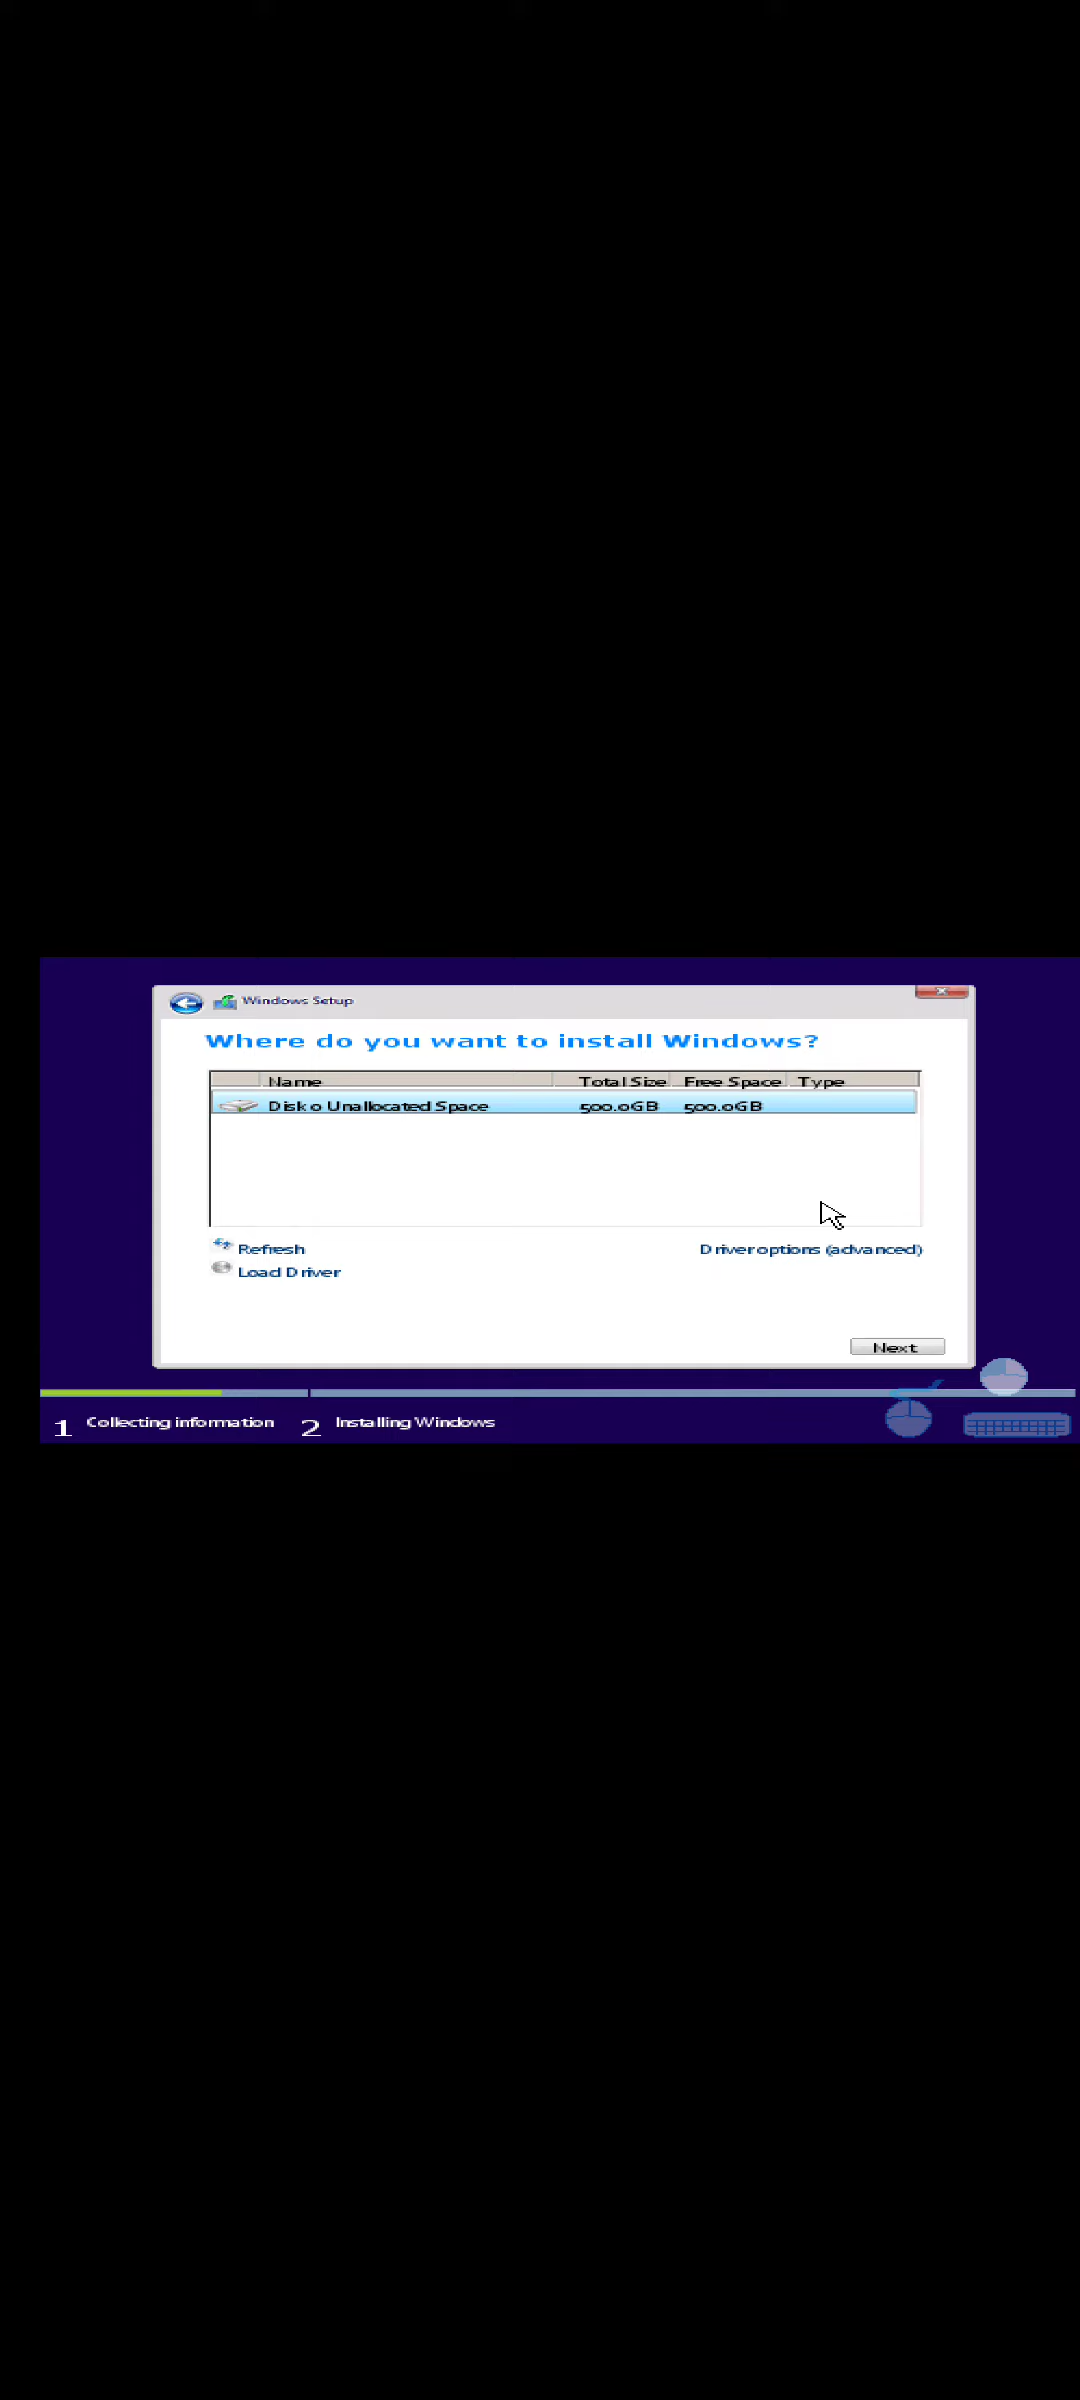 Windows Setup
Where do you want to install Windows?
Name Total Size Free Space Type
Disk 0 Unallocated Space 500.0GB 500.0GB
Refresh Driver options (advanced)
Load Driver
Next
1 Collecting information 2 Installing Windows